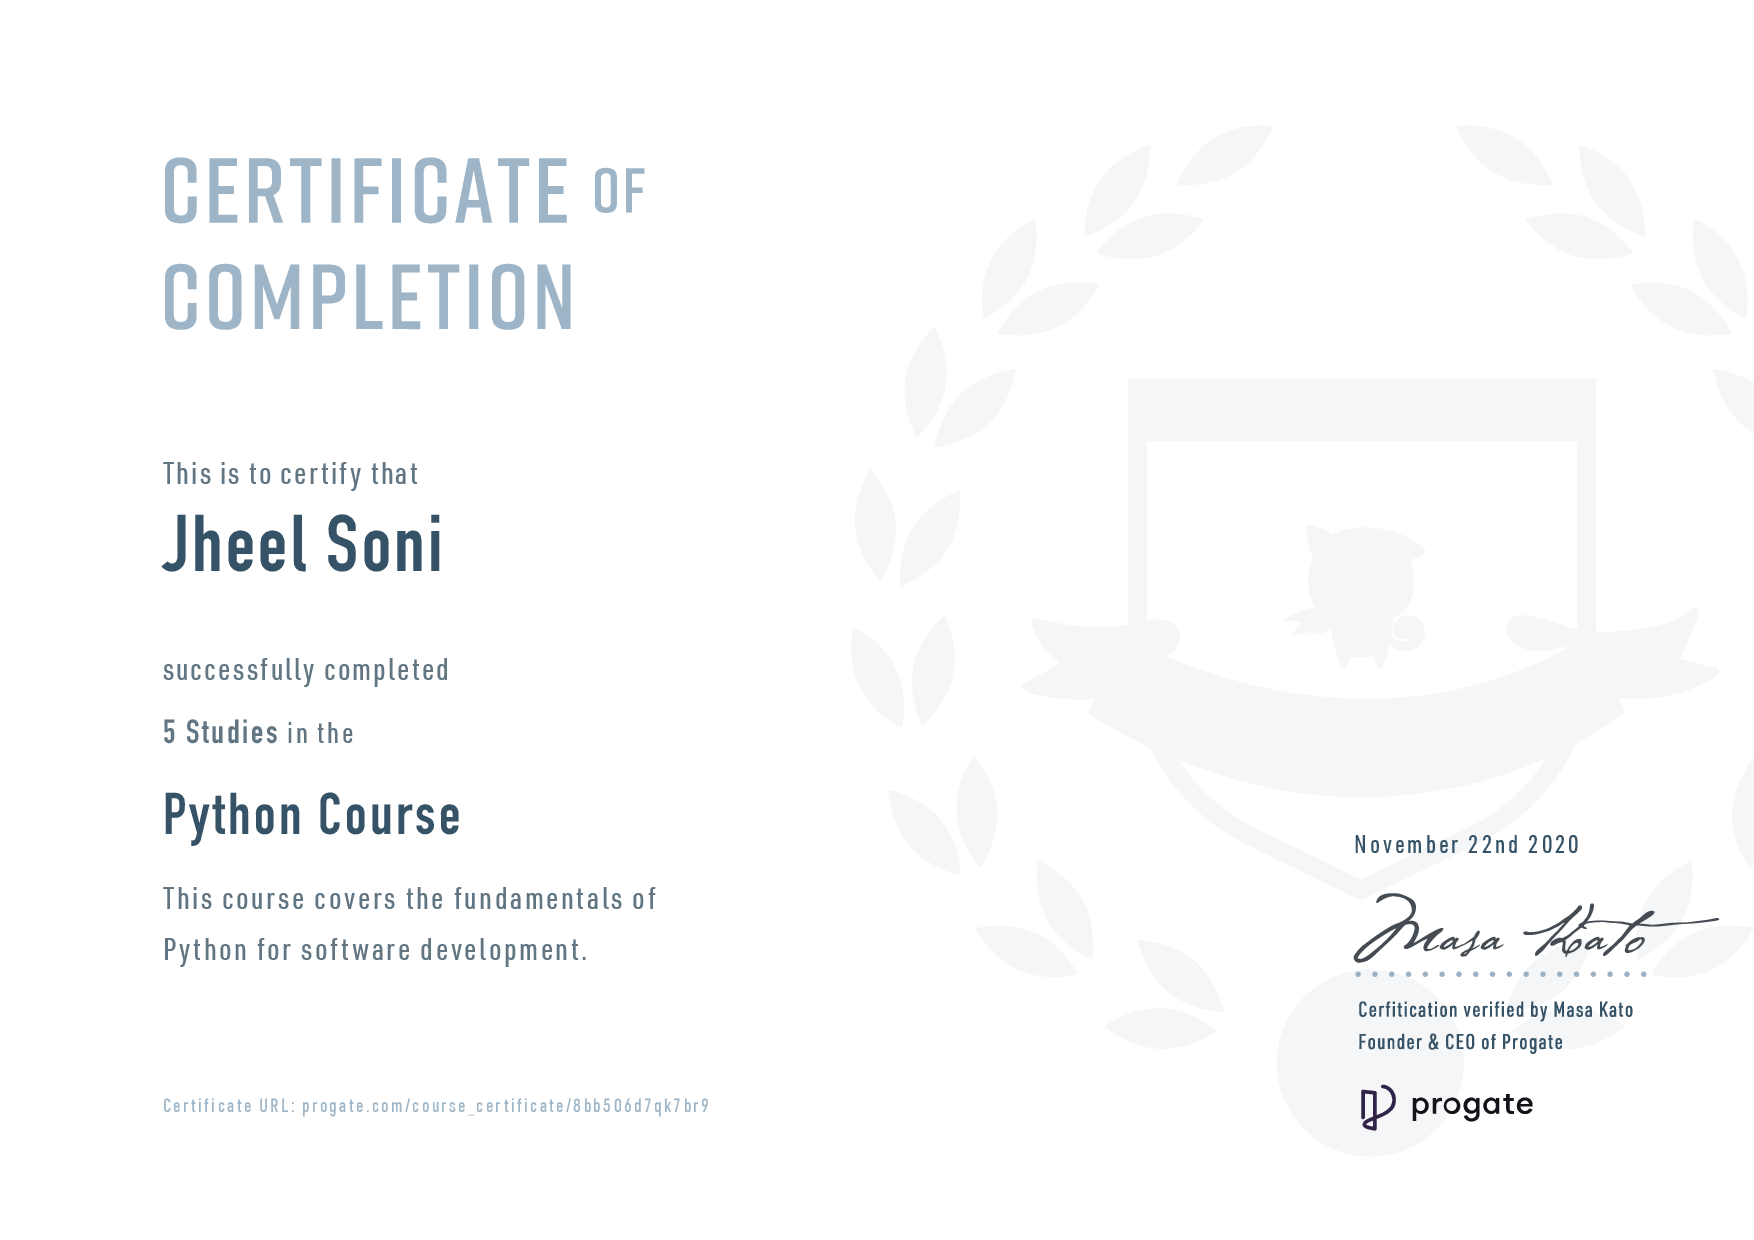 CERTIFICATE OF
COMPLETION
This is to certify that
Jheel Soni
successfully completed
5 Studies in the
Python Course
This course covers the fundamentals of
Python for software development.
Certificate URL: progate.com/course_certificate/8bb506d7qk7br9
November 22nd 2020
Masa Kato
Cerfitication verified by Masa Kato
Founder & CEO of Progate
progate